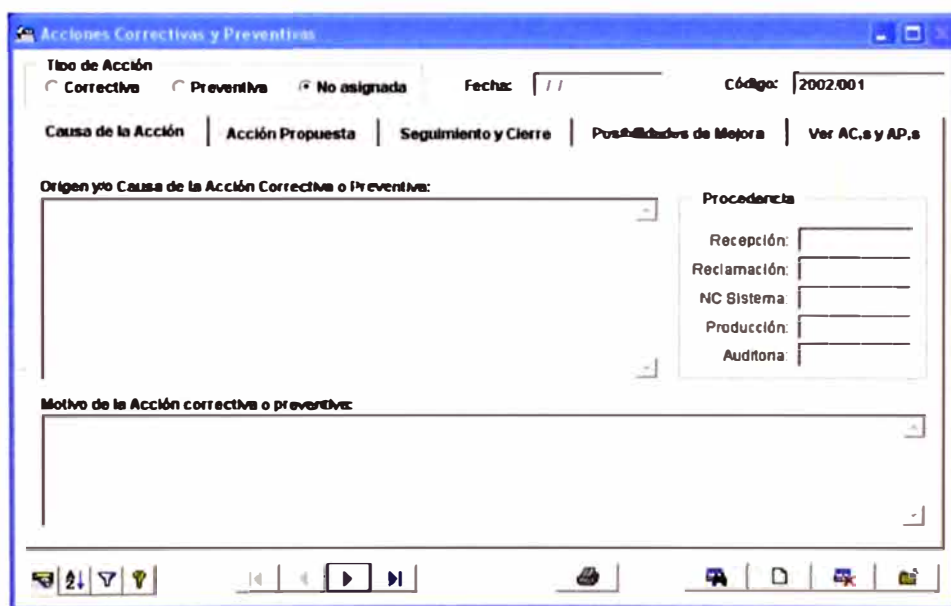 Acciones Correctivas y Preventivas
Tipo de Acción
Correctiva Preventiva No asignada Fecha: / / Código: 2002/001
Causa de la Acción Acción Propuesta Seguimiento y Cierre Posibilidades de Mejora Ver AC,s y AP,s
Origen y/o Causa de la Acción Correctiva o Preventiva:
Procedencia
Recepción:
Reclamación:
NC Sistema:
Producción:
Auditoria:
Motivo de la Acción correctiva o preventiva: